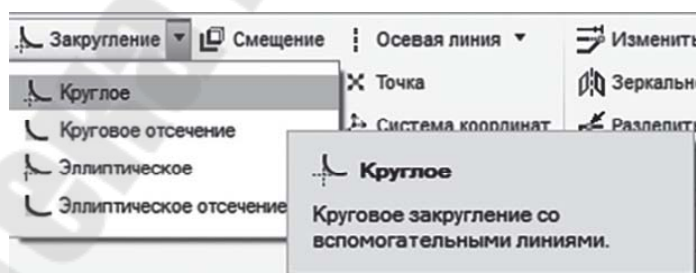 Закругление Смещение Осевая линия Изменить
Круглое Точка Зеркально
Круговое отсечение Система координат Разделить
Эллиптическое
Эллиптическое отсечение
Круглое
Круговое закругление со
вспомогательными линиями.